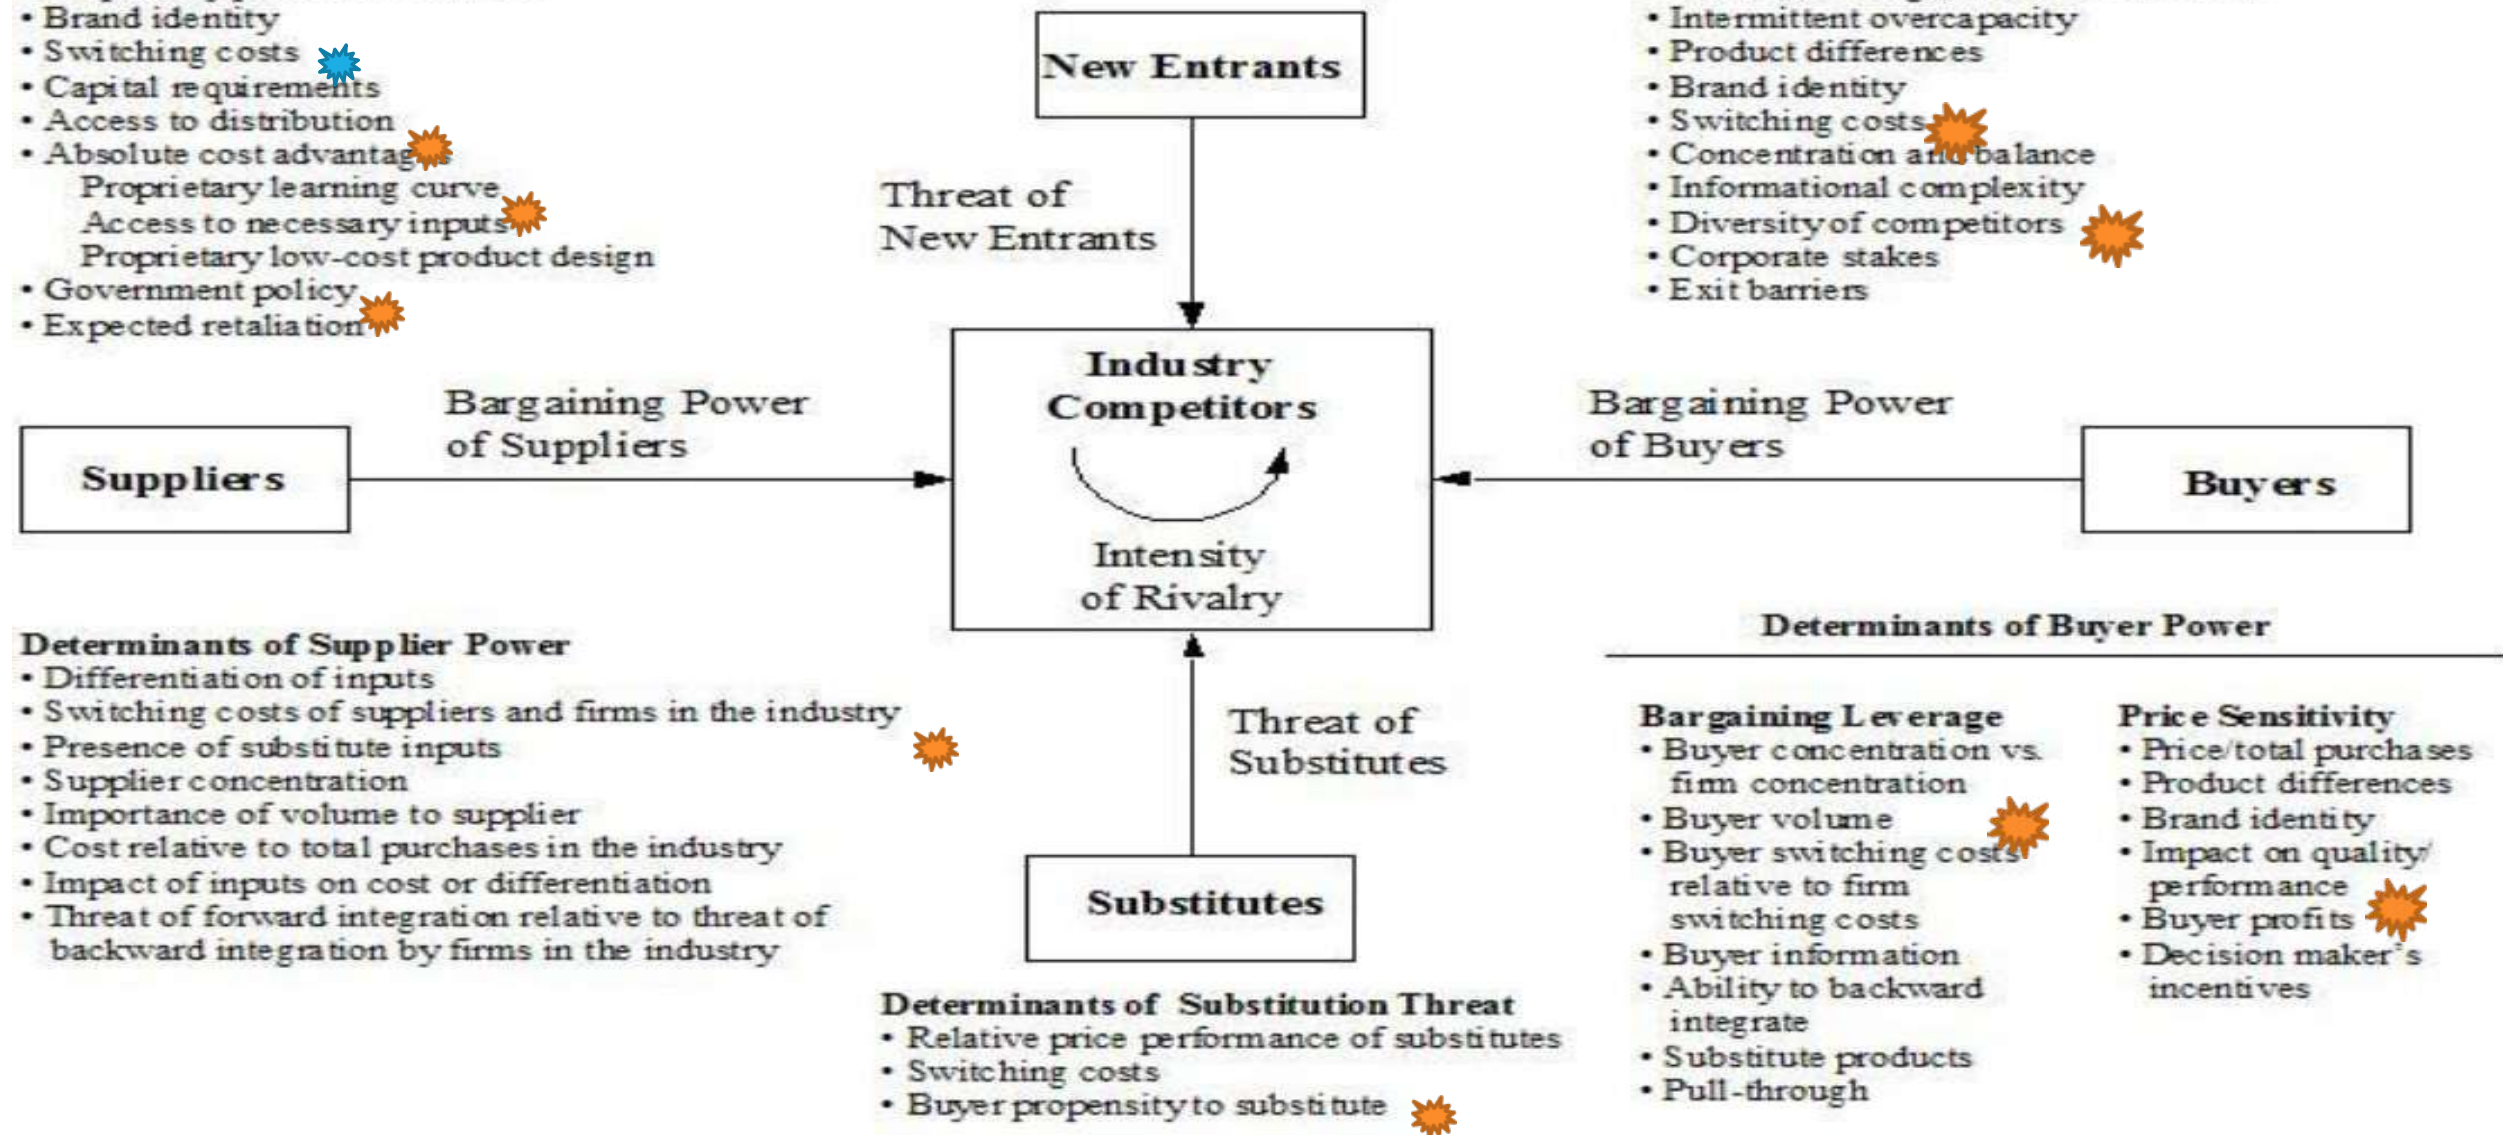 • Brand identity
• Switching costs
• Capital requirements
• Access to distribution
• Absolute cost advantages
Proprietary learning curve
Access to necessary inputs
Proprietary low-cost product design
• Government policy
• Expected retaliation
New Entrants
Threat of
New Entrants
• Intermittent overcapacity
• Product differences
• Brand identity
• Switching costs
• Concentration and balance
• Informational complexity
• Diversity of competitors
• Corporate stakes
• Exit barriers
Suppliers
Bargaining Power
of Suppliers
Industry
Competitors
Intensity
of Rivalry
Bargaining Power
of Buyers
Buyers
Determinants of Supplier Power
• Differentiation of inputs
• Switching costs of suppliers and firms in the industry
• Presence of substitute inputs
• Supplier concentration
• Importance of volume to supplier
• Cost relative to total purchases in the industry
• Impact of inputs on cost or differentiation
• Threat of forward integration relative to threat of
backward integration by firms in the industry
Threat of
Substitutes
Substitutes
Determinants of Substitution Threat
• Relative price performance of substitutes
• Switching costs
• Buyer propensity to substitute
Determinants of Buyer Power
Bargaining Leverage
• Buyer concentration vs.
firm concentration
• Buyer volume
• Buyer switching costs
relative to firm
switching costs
• Buyer information
• Ability to backward
integrate
• Substitute products
• Pull-through
Price Sensitivity
• Price/total purchases
• Product differences
• Brand identity
• Impact on quality/
performance
• Buyer profits
• Decision maker's
incentives